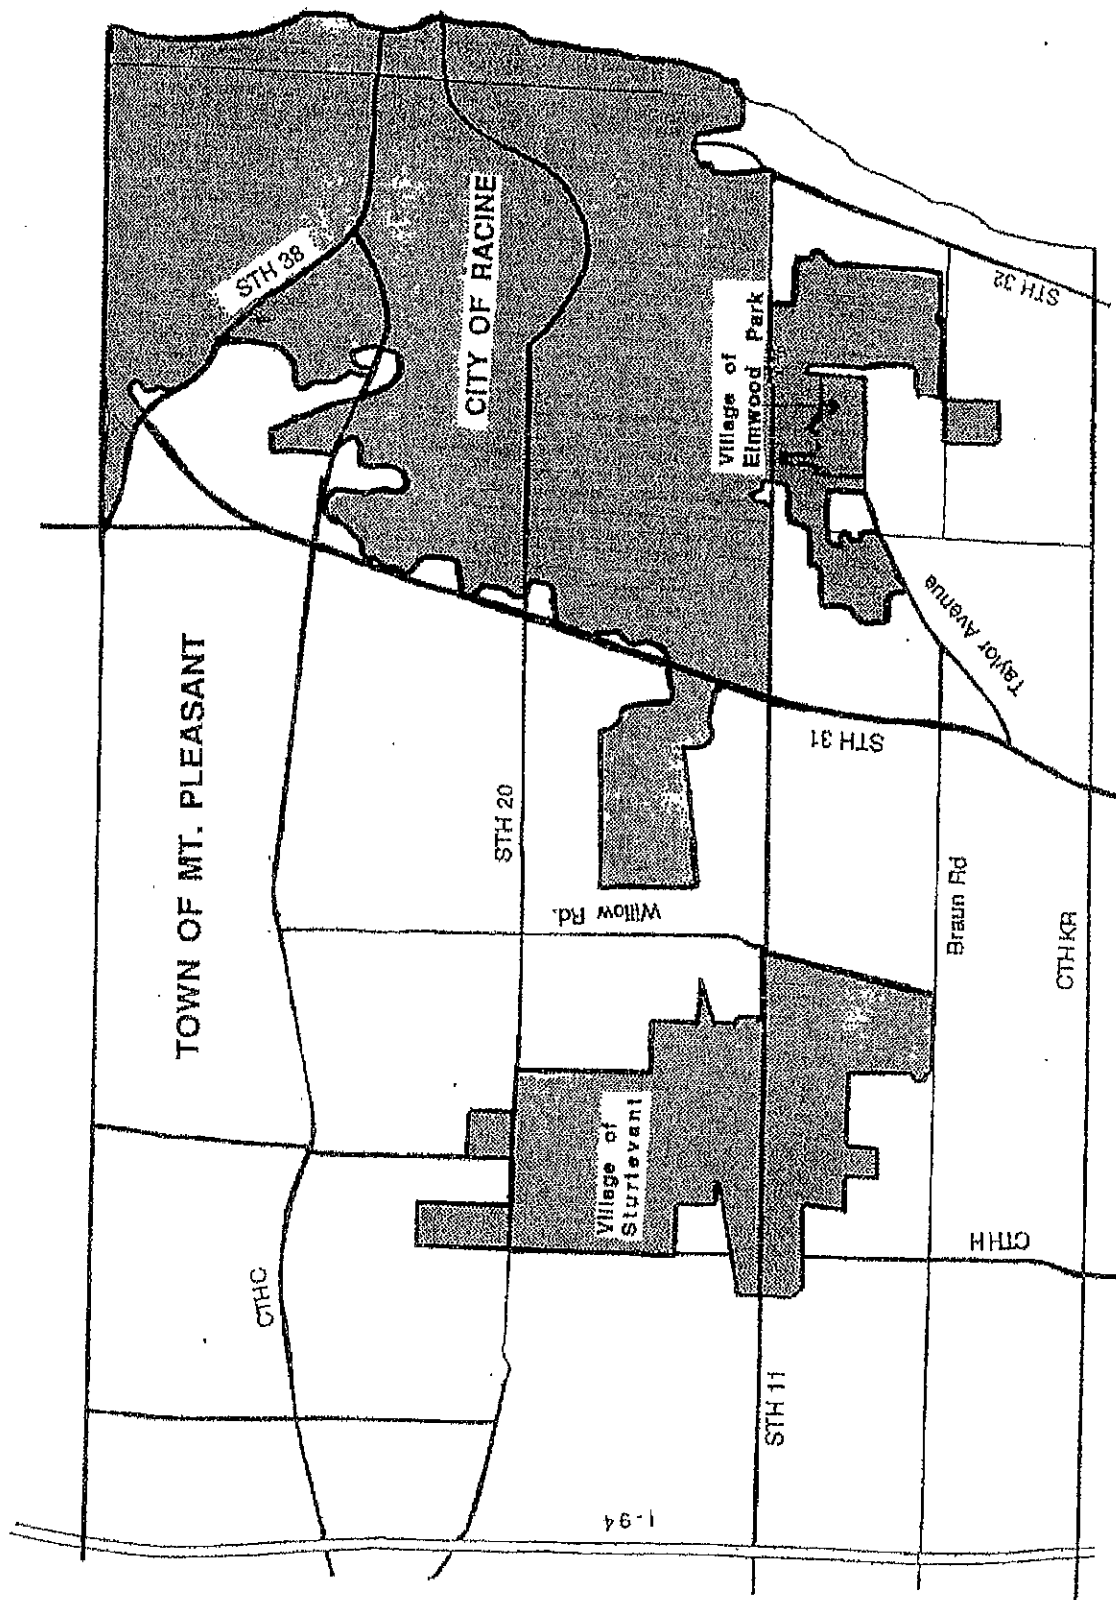 TOWN OF MT. PLEASANT
STH 38
CITY OF RACINE
CTH C
STH 20
Willow Rd.
Village of
Sturtevant
Village of
Elmwood Park
I-94
STH 11
STH 31
STH 32
Taylor Avenue
Braun Rd
CTH H
CTH KR